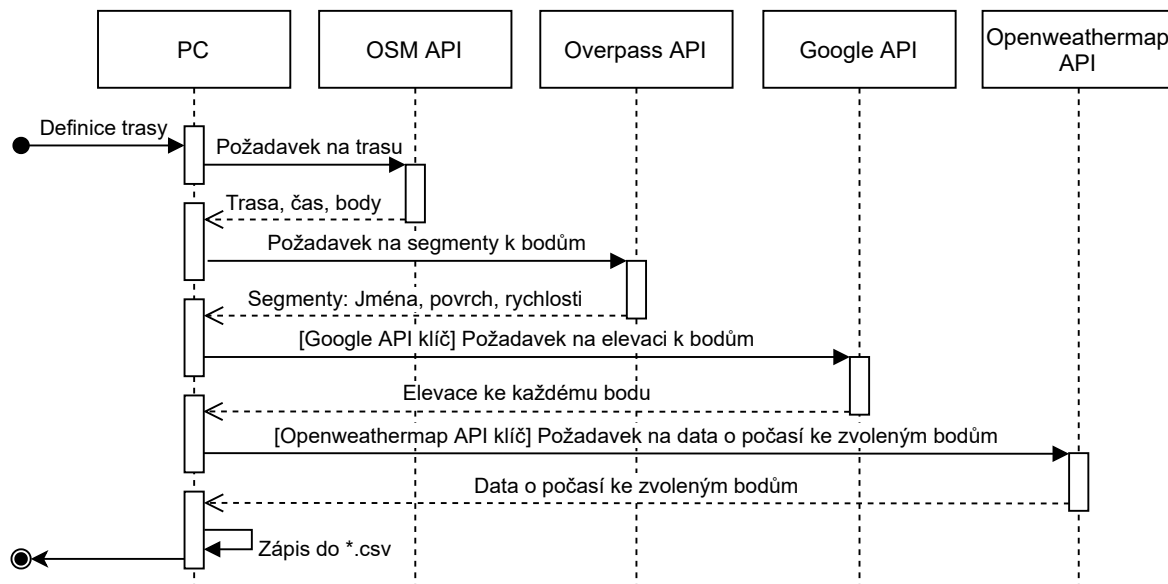 PC
OSM API
Overpass API
Google API
Openweathermap
API
Definice trasy
Požadavek na trasu
Trasa, čas, body
Požadavek na segmenty k bodům
Segmenty: Jména, povrch, rychlosti
[Google API klíč] Požadavek na elevaci k bodům
Elevace ke každému bodu
[Openweathermap API klíč] Požadavek na data o počasí ke zvoleným bodům
Data o počasí ke zvoleným bodům
Zápis do *.csv